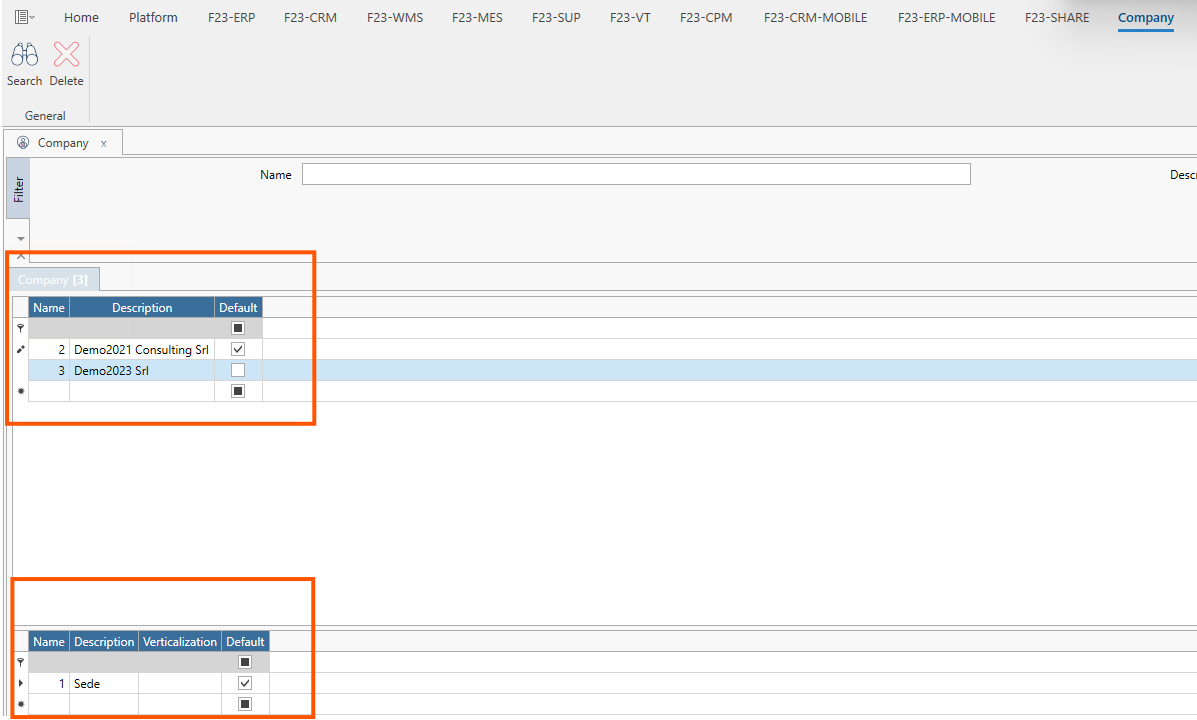 Home Platform F23-ERP F23-CRM F23-WMS F23-MES F23-SUP F23-VT F23-CPM F23-CRM-MOBILE F23-ERP-MOBILE F23-SHARE Company
Search Delete
General
Company x
Filter
Name Descr
Company [3]
Name Description Default
2 Demo2021 Consulting Srl
3 Demo2023 Srl
Name Description Verticalization Default
1 Sede